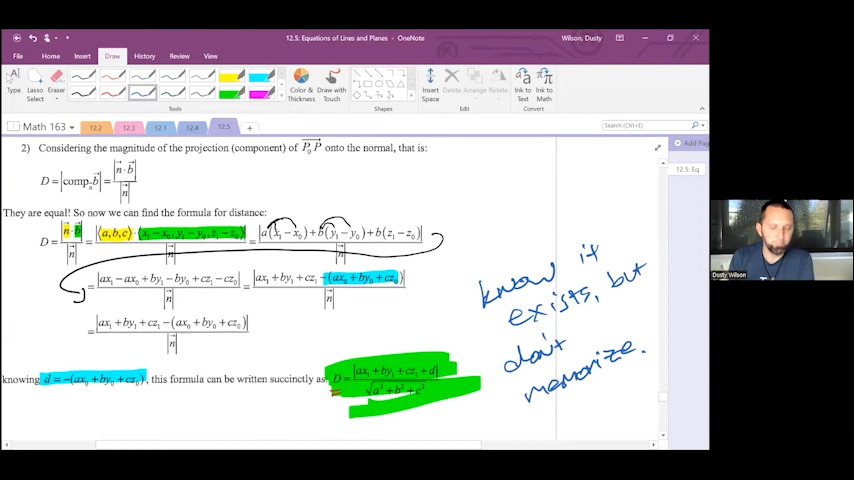 12.5: Equations of Lines and Planes - OneNote
Wilson, Dusty
File Home Insert Draw History Review View
Type Lasso Select Eraser
Color & Thickness Draw with Touch
Insert Space Delete Arrange Rotate
Ink to Text Ink to Math
Tools Shapes Edit Convert
Math 163 12.2 12.3 12.1 12.4 12.5 +
Search (Ctrl+E)
Add Pag
12.5: Eq
2) Considering the magnitude of the projection (component) of P₀P onto the normal, that is:
D = |compₙb| = |n·b| / |n|
They are equal! So now we can find the formula for distance:
D = |n·b| / |n| = |⟨a,b,c⟩·⟨x₁−x₀, y₁−y₀, z₁−z₀⟩| / |n| = |a(x₁−x₀)+b(y₁−y₀)+b(z₁−z₀)| / |n|
= |ax₁−ax₀+by₁−by₀+cz₁−cz₀| / |n| = |ax₁+by₁+cz₁−(ax₀+by₀+cz₀)| / |n|
= |ax₁+by₁+cz₁−(ax₀+by₀+cz₀)| / |n|
knowing d=−(ax₀+by₀+cz₀), this formula can be written succinctly as: D = |ax₁+by₁+cz₁+d| / √a²+b²+c²
know it
exists, but
don't
memorize.
Dusty Wilson